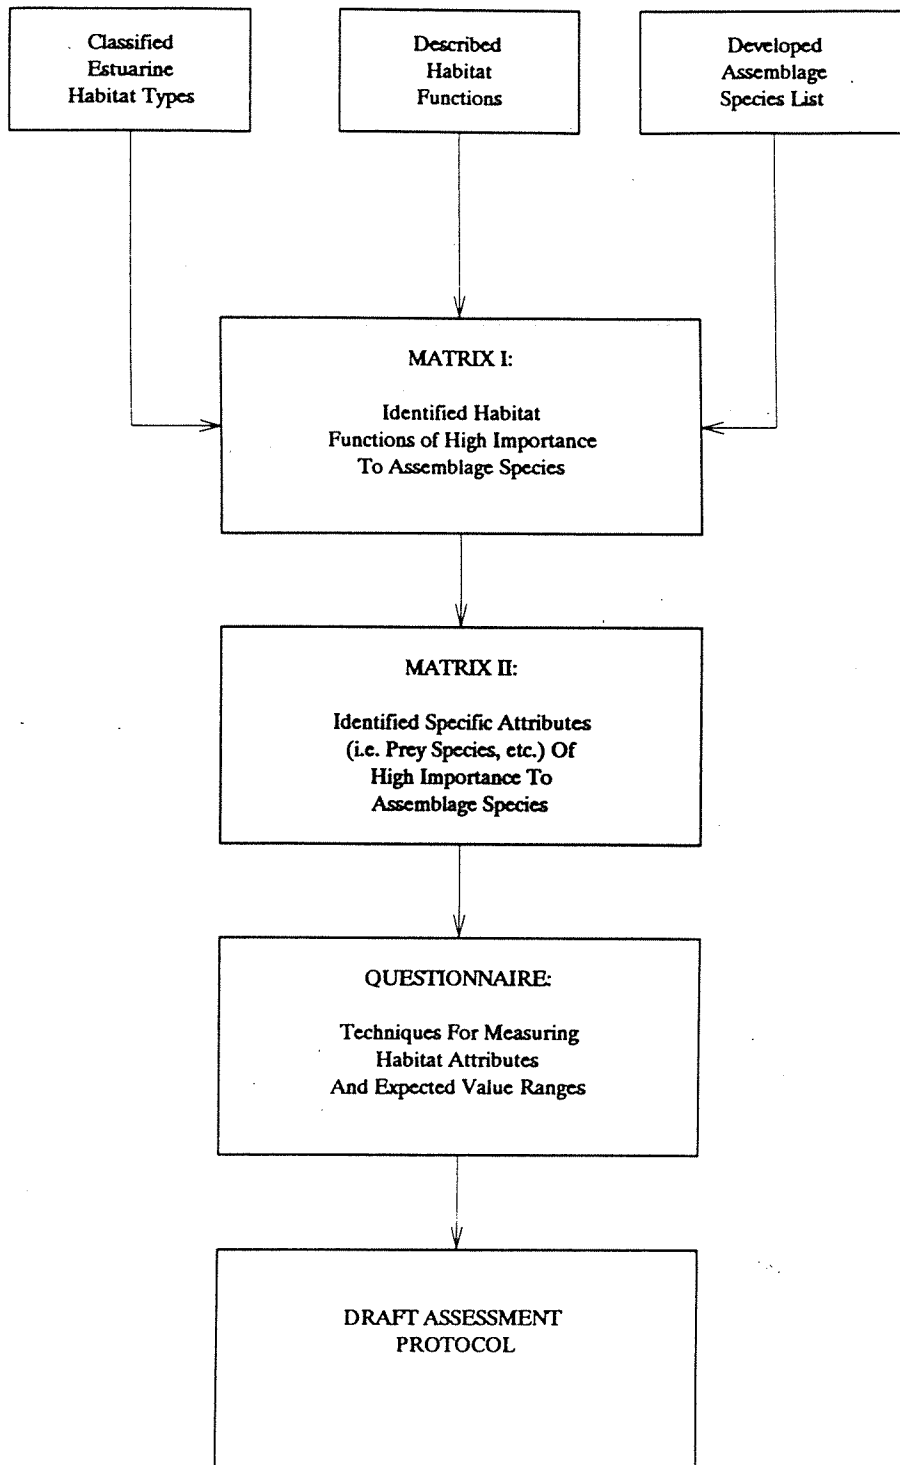 Classified
Estuarine
Habitat Types
Described
Habitat
Functions
Developed
Assemblage
Species List
MATRIX I:
Identified Habitat
Functions of High Importance
To Assemblage Species
MATRIX II:
Identified Specific Attributes
(i.e. Prey Species, etc.) Of
High Importance To
Assemblage Species
QUESTIONNAIRE:
Techniques For Measuring
Habitat Attributes
And Expected Value Ranges
DRAFT ASSESSMENT
PROTOCOL